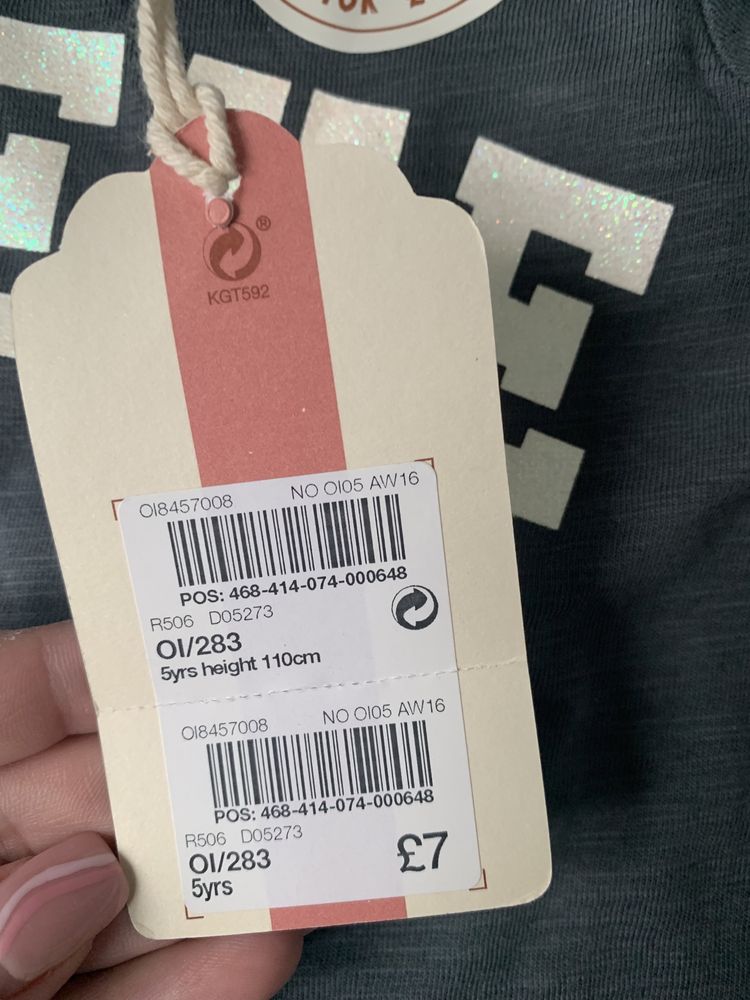 FOR
®
KGT592
OI8457008 NO OI05 AW16
POS: 468-414-074-000648
R506 D05273
OI/283
5yrs height 110cm
OI8457008 NO OI05 AW16
POS: 468-414-074-000648
R506 D05273
OI/283
5yrs
£7